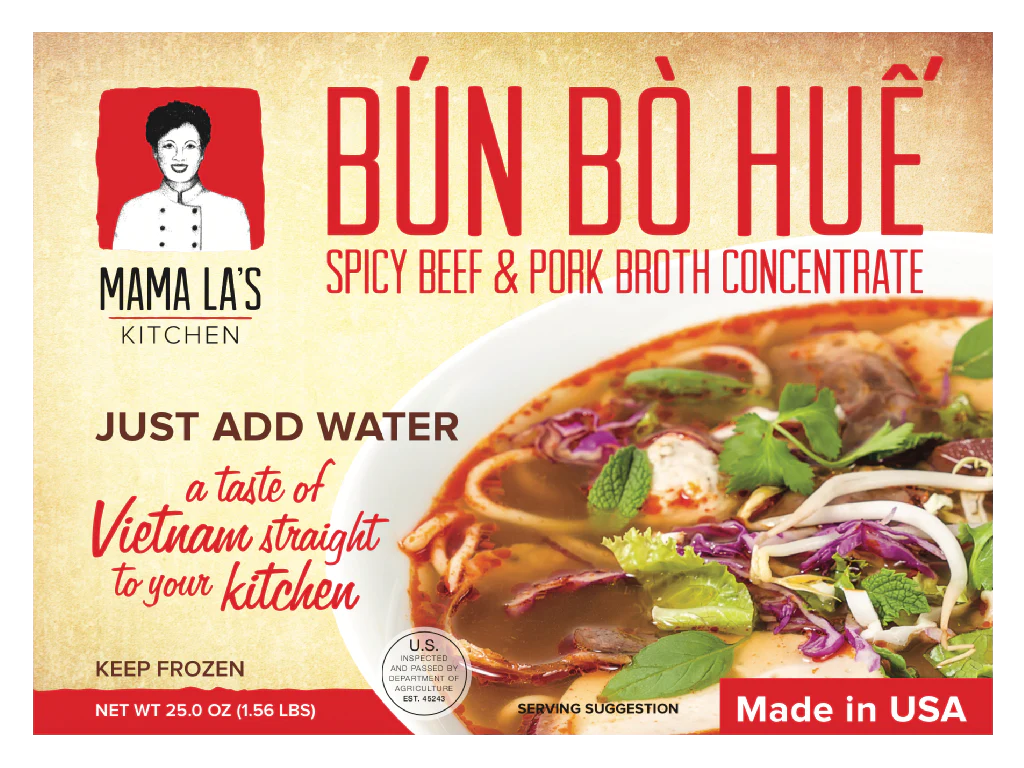 BÚN BÒ HUẾ
SPICY BEEF & PORK BROTH CONCENTRATE
MAMA LA'S
KITCHEN
JUST ADD WATER
a taste of
Vietnam straight
to your kitchen
KEEP FROZEN
NET WT 25.0 OZ (1.56 LBS)
U.S.
INSPECTED
AND PASSED BY
DEPARTMENT OF
AGRICULTURE
EST. 45243
SERVING SUGGESTION
Made in USA